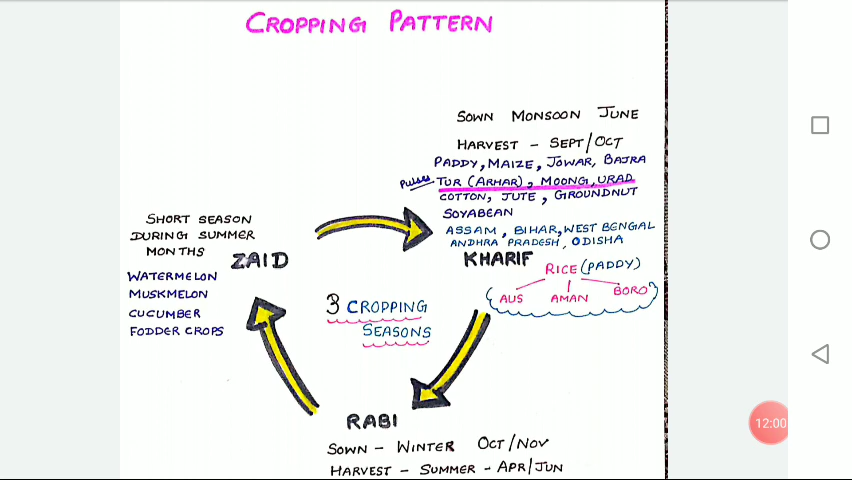 CROPPING PATTERN
SOWN MONSOON JUNE
HARVEST - SEPT/OCT
PADDY, MAIZE, JOWAR, BAJRA
Pulses TUR (ARHAR), MOONG, URAD
COTTON, JUTE, GROUNDNUT
SOYABEAN
ASSAM, BIHAR, WEST BENGAL
ANDHRA PRADESH, ODISHA
KHARIF
RICE (PADDY)
AUS AMAN BORO
SHORT SEASON
DURING SUMMER
MONTHS
ZAID
WATERMELON
MUSKMELON
CUCUMBER
FODDER CROPS
3 CROPPING
SEASONS
RABI
SOWN - WINTER OCT/NOV
HARVEST - SUMMER - APR/JUN
12:00